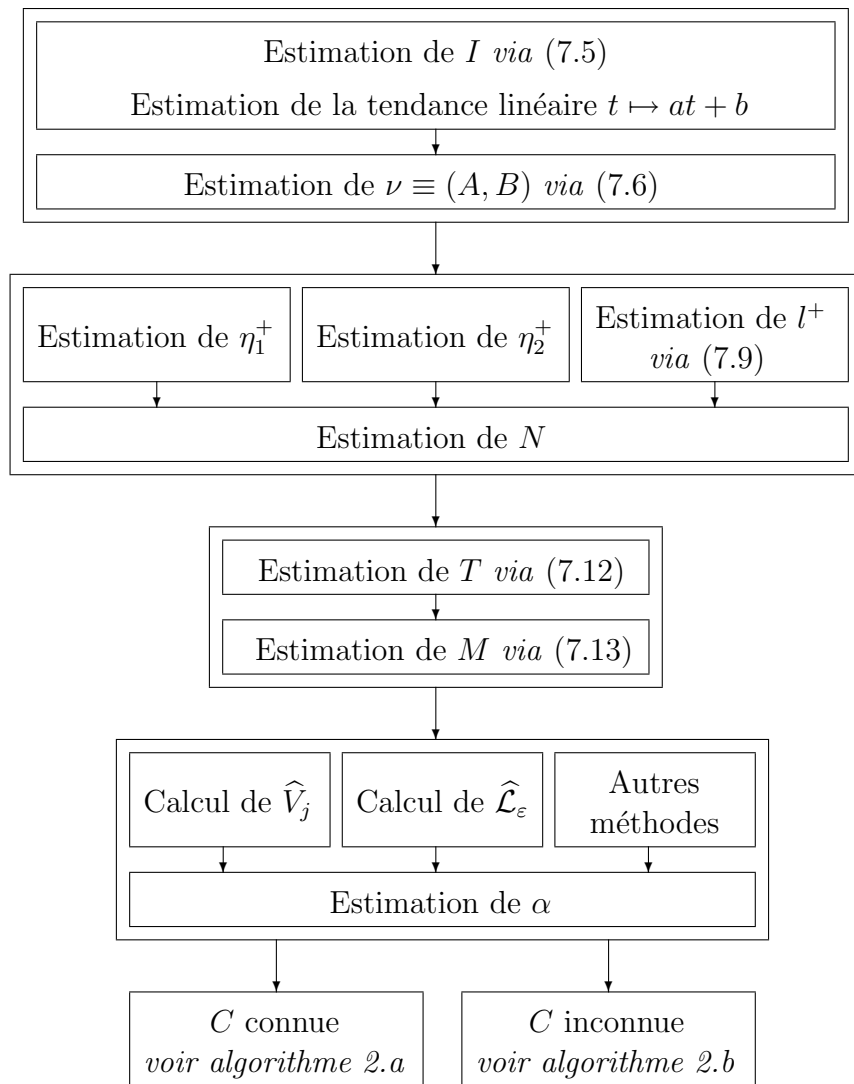 Estimation de I via (7.5)
Estimation de la tendance linéaire t ↦ at + b
Estimation de ν ≡ (A, B) via (7.6)
Estimation de η₁⁺
Estimation de η₂⁺
Estimation de l⁺
via (7.9)
Estimation de N
Estimation de T via (7.12)
Estimation de M via (7.13)
Calcul de V̂ⱼ
Calcul de ℒ̂_ε
Autres
méthodes
Estimation de α
C connue
voir algorithme 2.a
C inconnue
voir algorithme 2.b